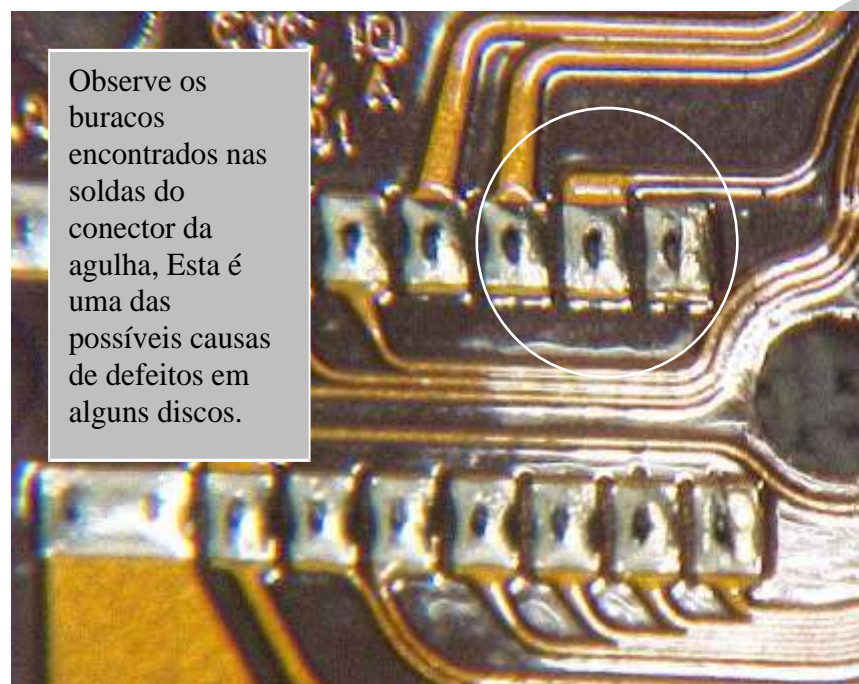 Observe os
buracos
encontrados nas
soldas do
conector da
agulha, Esta é
uma das
possíveis causas
de defeitos em
alguns discos.